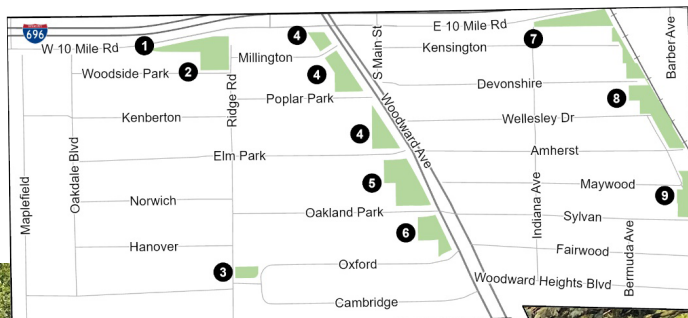 INTERSTATE
696
W 10 Mile Rd
1
4
S Main St
E 10 Mile Rd
7
Barber Ave
Kensington
Woodside Park
2
Millington
4
Devonshire
8
Poplar Park
Ridge Rd
Kenberton
Woodward Ave
4
Wellesley Dr
Elm Park
Amherst
Maplefield
Oakdale Blvd
5
Maywood
9
Norwich
Oakland Park
Indiana Ave
Sylvan
6
Hanover
Fairwood
Bermuda Ave
3
Oxford
Woodward Heights Blvd
Cambridge